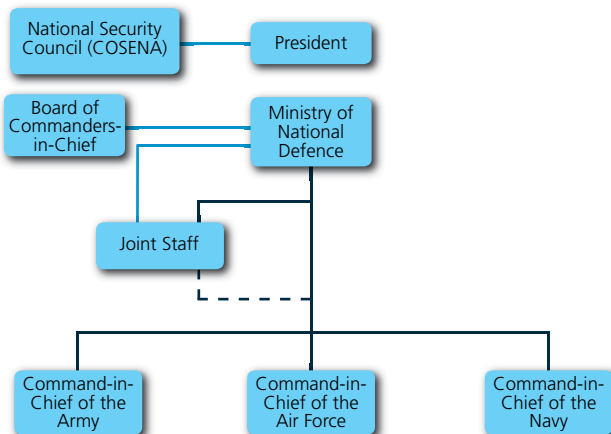 National Security
Council (COSENA)
President
Board of
Commanders-
in-Chief
Ministry of
National
Defence
Joint Staff
Command-in-
Chief of the
Army
Command-in-
Chief of the
Air Force
Command-in-
Chief of the
Navy